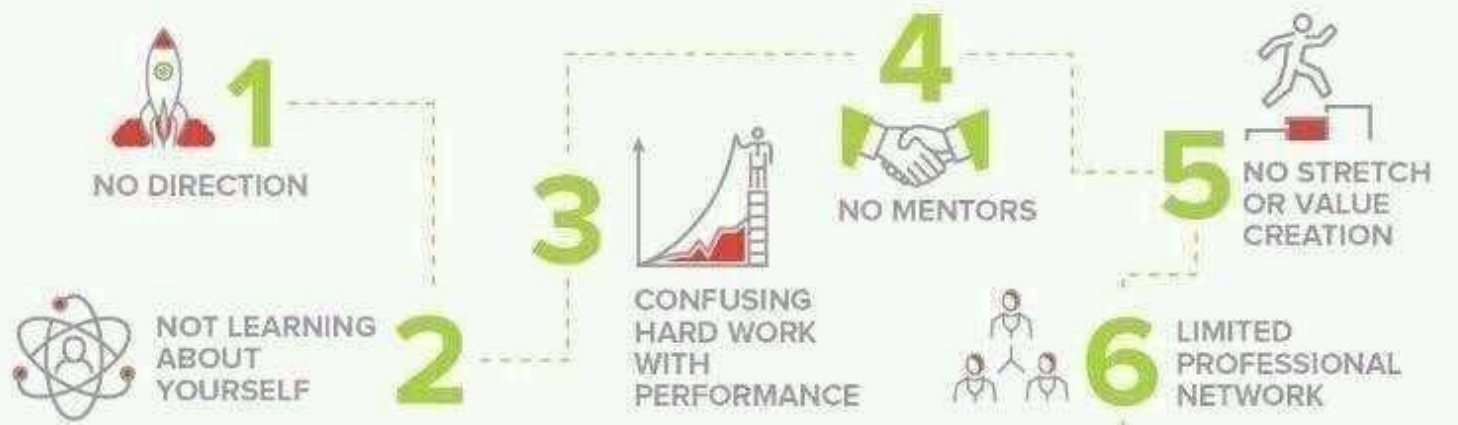 1
NO DIRECTION
2
NOT LEARNING
ABOUT
YOURSELF
3
CONFUSING
HARD WORK
WITH
PERFORMANCE
4
NO MENTORS
5
NO STRETCH
OR VALUE
CREATION
6
LIMITED
PROFESSIONAL
NETWORK